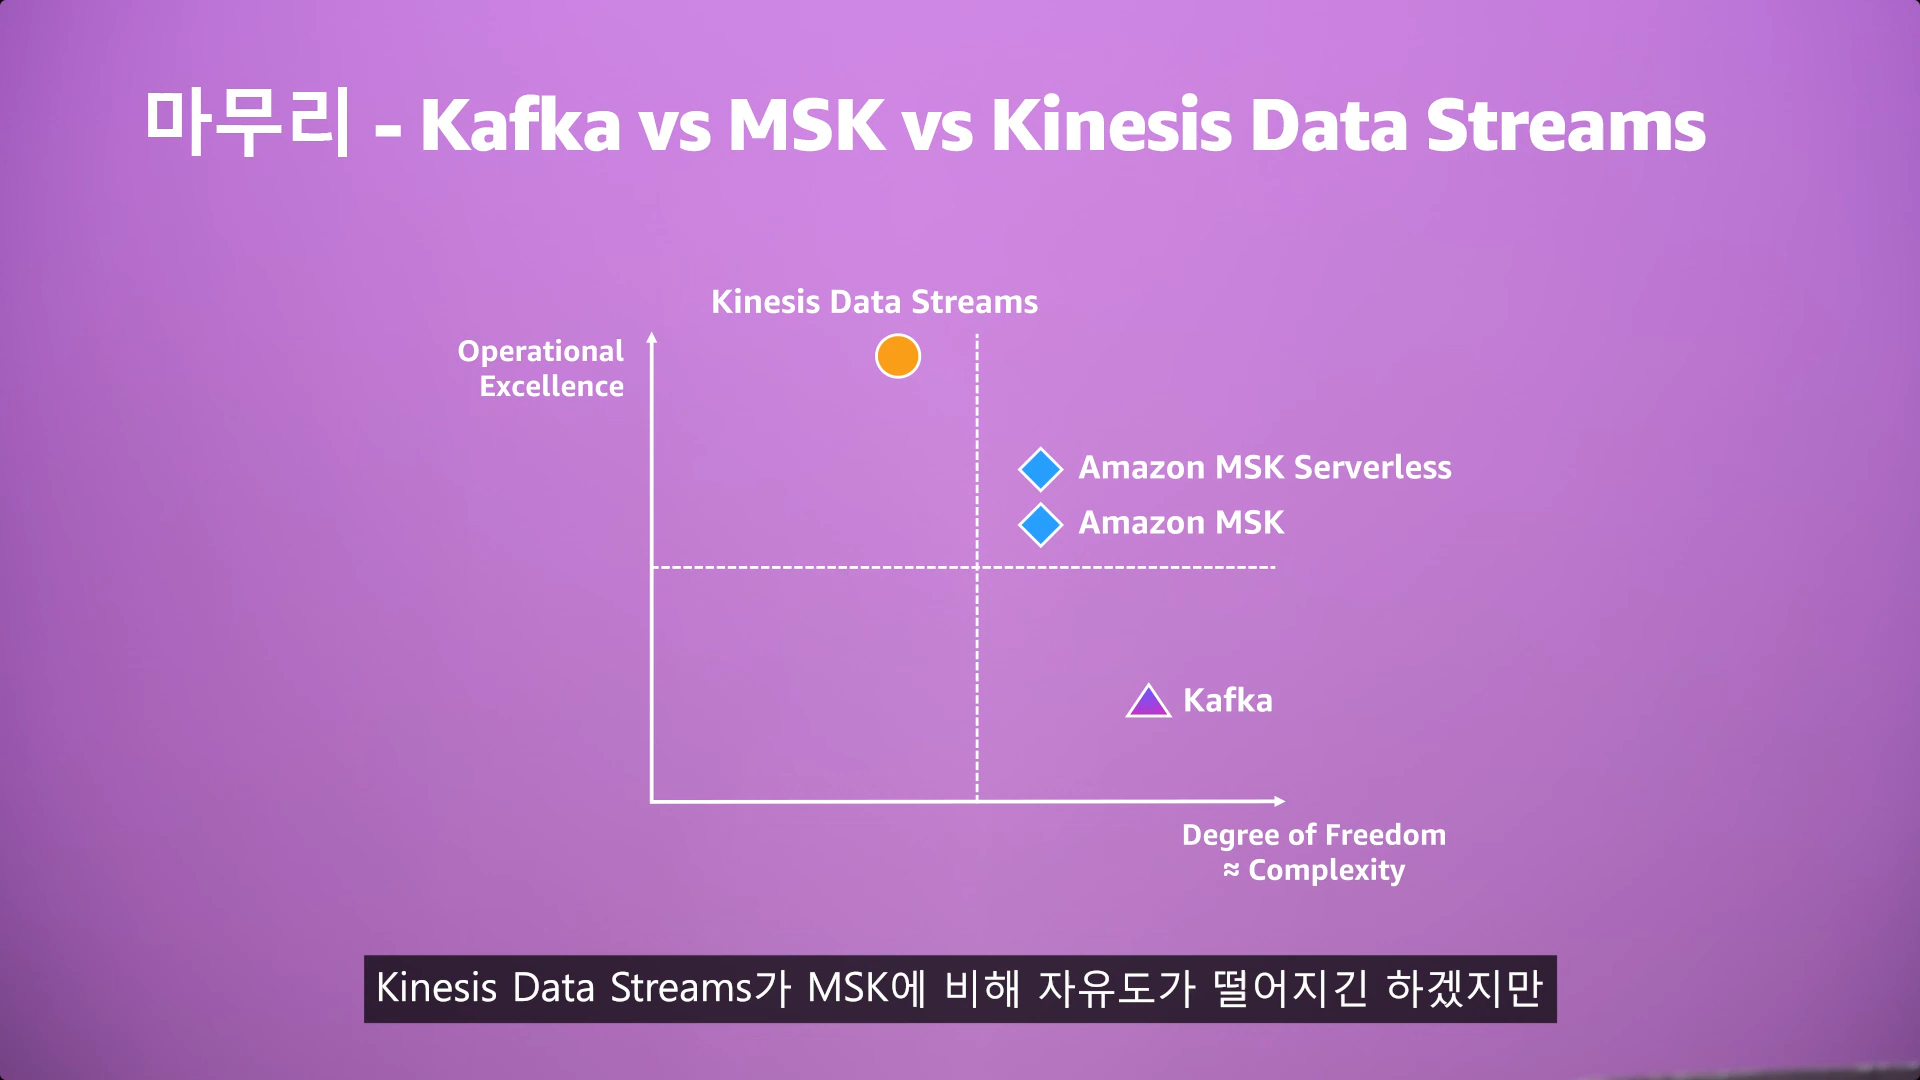 마무리 - Kafka vs MSK vs Kinesis Data Streams
Kinesis Data Streams
Operational
Excellence
Amazon MSK Serverless
Amazon MSK
Kafka
Degree of Freedom
≈ Complexity
Kinesis Data Streams가 MSK에 비해 자유도가 떨어지긴 하겠지만